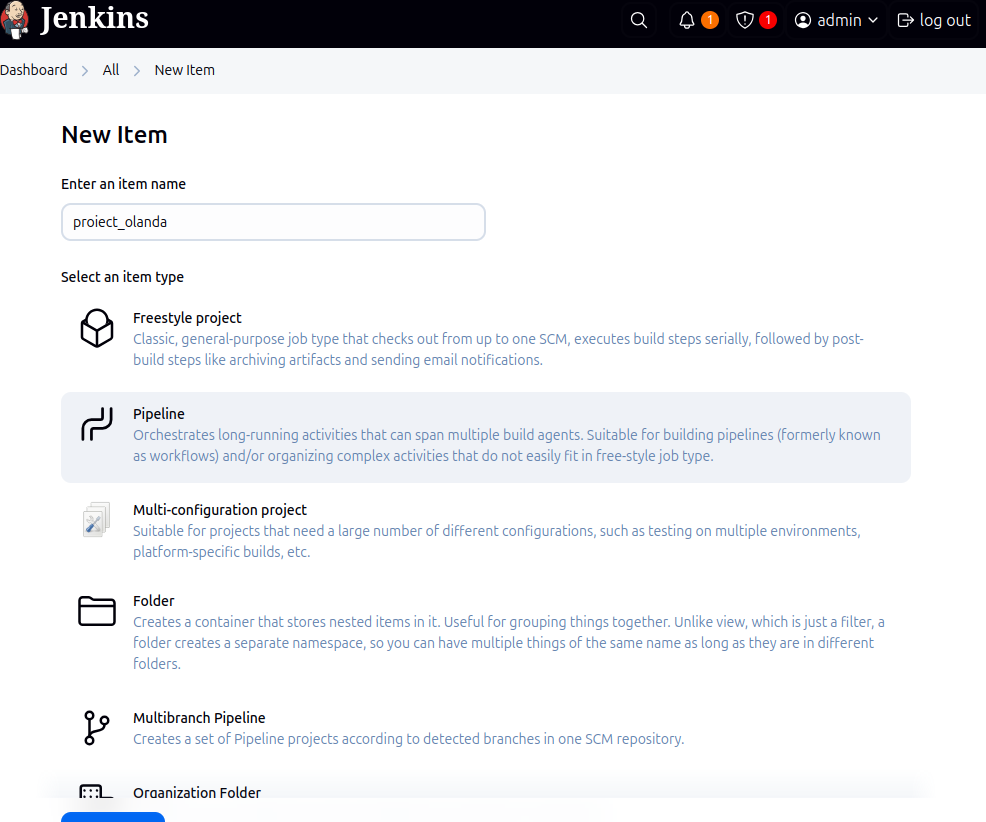 Jenkins
1
1
admin
log out
Dashboard
All
New Item
New Item
Enter an item name
proiect_olanda
Select an item type
Freestyle project
Classic, general-purpose job type that checks out from up to one SCM, executes build steps serially, followed by post-
build steps like archiving artifacts and sending email notifications.
Pipeline
Orchestrates long-running activities that can span multiple build agents. Suitable for building pipelines (formerly known
as workflows) and/or organizing complex activities that do not easily fit in free-style job type.
Multi-configuration project
Suitable for projects that need a large number of different configurations, such as testing on multiple environments,
platform-specific builds, etc.
Folder
Creates a container that stores nested items in it. Useful for grouping things together. Unlike view, which is just a filter, a
folder creates a separate namespace, so you can have multiple things of the same name as long as they are in different
folders.
Multibranch Pipeline
Creates a set of Pipeline projects according to detected branches in one SCM repository.
Organization Folder